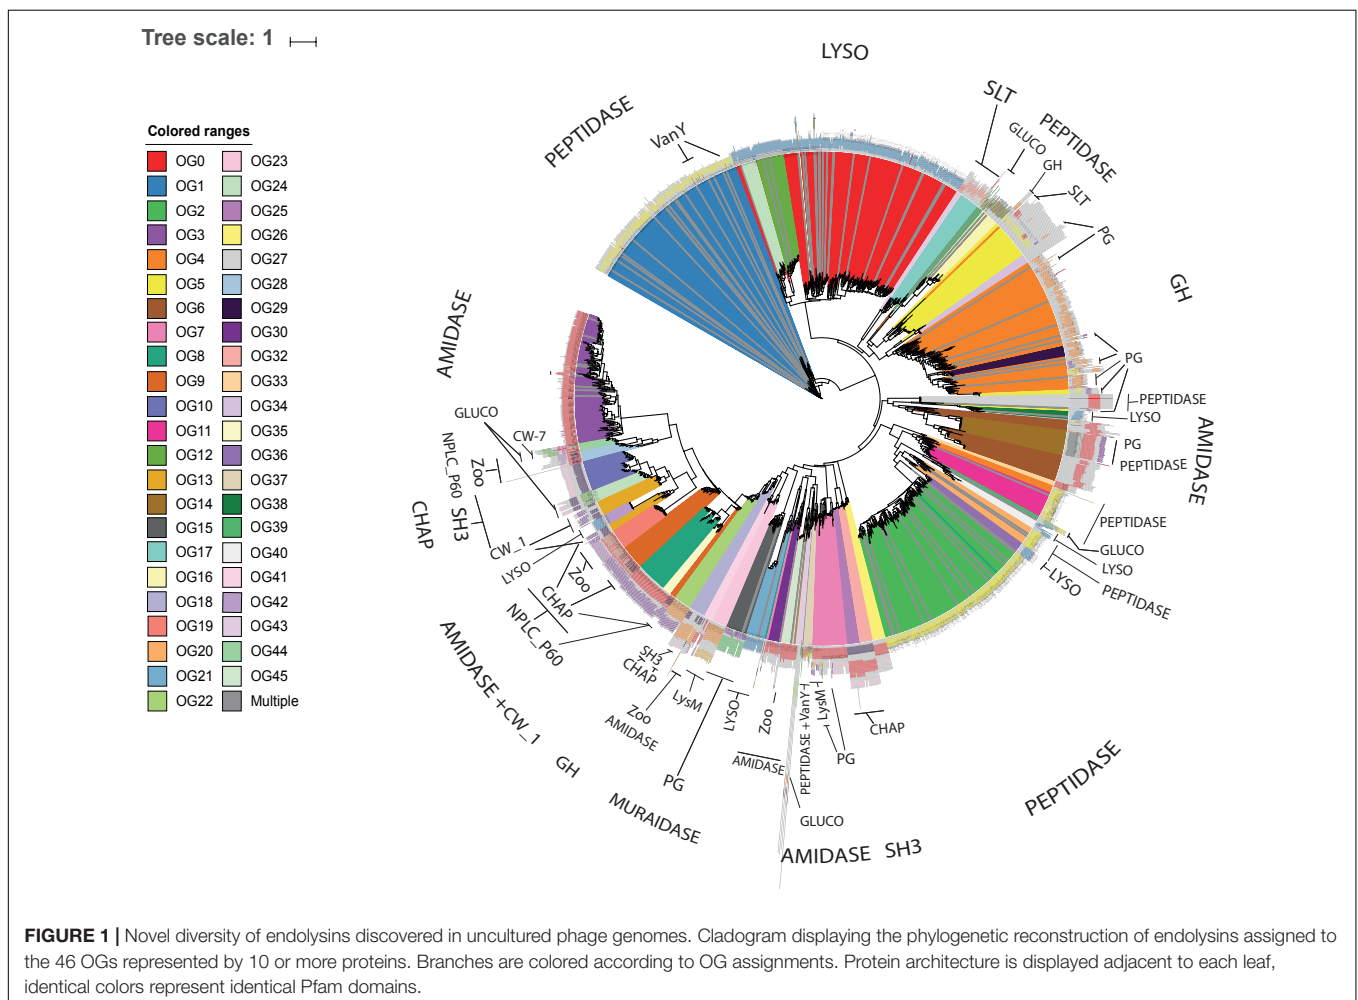 Tree scale: 1
Colored ranges
OG0 OG23
OG1 OG24
OG2 OG25
OG3 OG26
OG4 OG27
OG5 OG28
OG6 OG29
OG7 OG30
OG8 OG32
OG9 OG33
OG10 OG34
OG11 OG35
OG12 OG36
OG13 OG37
OG14 OG38
OG15 OG39
OG17 OG40
OG16 OG41
OG18 OG42
OG19 OG43
OG20 OG44
OG21 OG45
OG22 Multiple
LYSO
SLT
PEPTIDASE
GLUCO
GH
SLT
PG
GH
PG
PEPTIDASE
LYSO
AMIDASE
PG
PEPTIDASE
PEPTIDASE
GLUCO
LYSO
PEPTIDASE
LYSO
PEPTIDASE
CHAP
PG
LysM
PEPTIDASE +VanY
GLUCO
AMIDASE SH3
AMIDASE
Zoo
LYSO
PG
MURAIDASE
GH
LysM
AMIDASE
Zoo
CHAP
SH3
AMIDASE +CW_1
NPLC_P60
CHAP
Zoo
LYSO
CW_1
CHAP
SH3
NPLC_P60
Zoo
CW-7
GLUCO
AMIDASE
PEPTIDASE
VanY
FIGURE 1 | Novel diversity of endolysins discovered in uncultured phage genomes. Cladogram displaying the phylogenetic reconstruction of endolysins assigned to
the 46 OGs represented by 10 or more proteins. Branches are colored according to OG assignments. Protein architecture is displayed adjacent to each leaf,
identical colors represent identical Pfam domains.